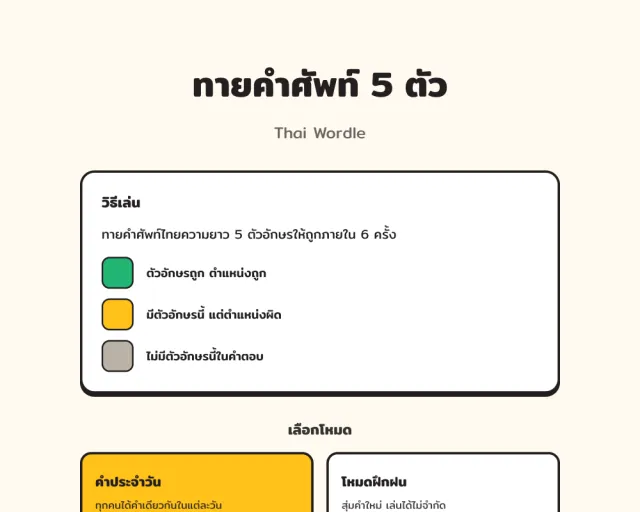 ทายคำศัพท์ 5 ตัว
Thai Wordle
วิธีเล่น
ทายคำศัพท์ไทยความยาว 5 ตัวอักษรให้ถูกภายใน 6 ครั้ง
ตัวอักษรถูก ตำแหน่งถูก
มีตัวอักษรนี้ แต่ตำแหน่งผิด
ไม่มีตัวอักษรนี้ในคำตอบ
เลือกโหมด
คำประจำวัน
ทุกคนได้คำเดียวกันในแต่ละวัน
โหมดฝึกฝน
สุ่มคำใหม่ เล่นได้ไม่จำกัด